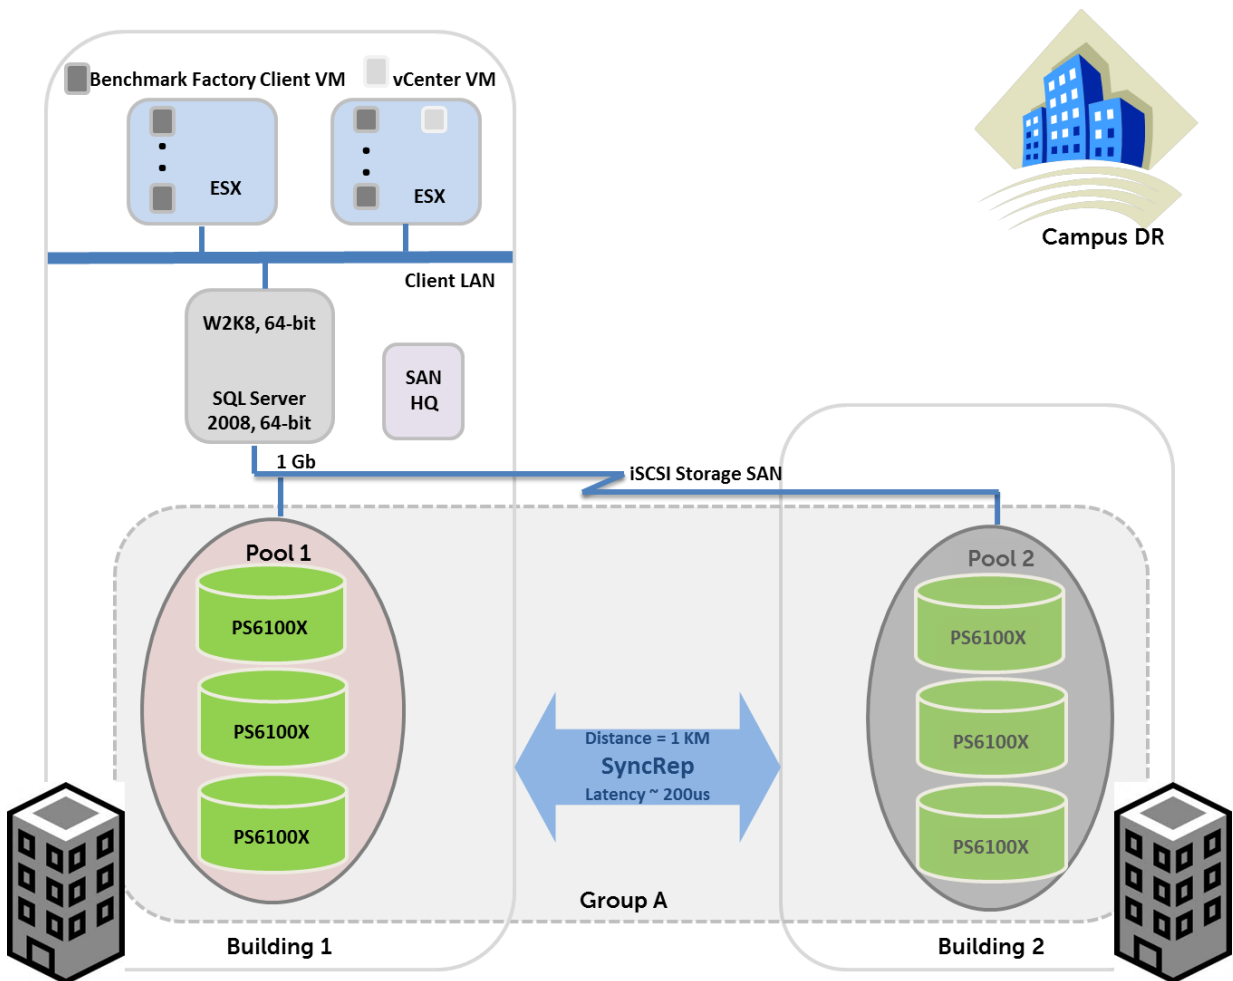 Benchmark Factory Client VM
vCenter VM
ESX
ESX
Campus DR
Client LAN
W2K8, 64-bit
SQL Server
2008, 64-bit
SAN
HQ
1 Gb
iSCSI Storage SAN
Pool 1
PS6100X
PS6100X
PS6100X
Pool 2
PS6100X
PS6100X
PS6100X
Distance = 1 KM
SyncRep
Latency ~ 200us
Group A
Building 1
Building 2